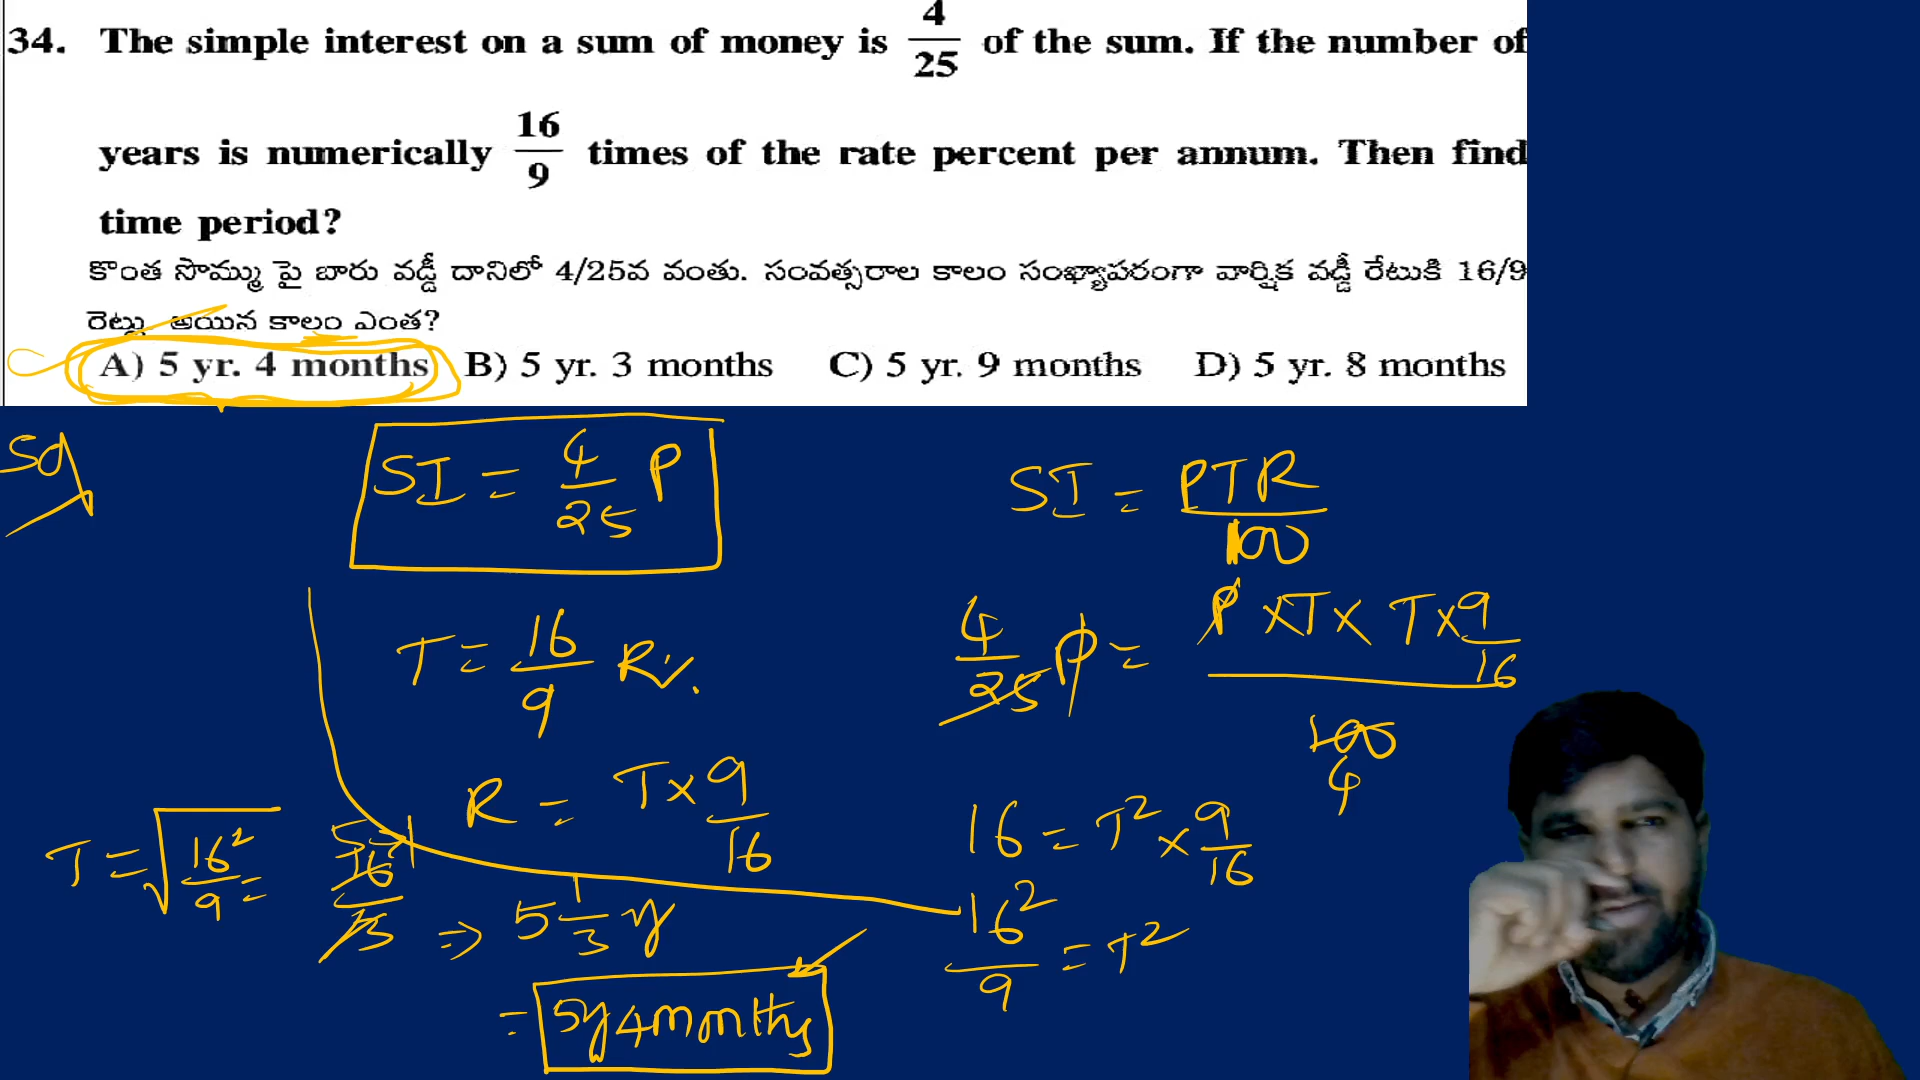 34. The simple interest on a sum of money is 4/25 of the sum. If the number of
years is numerically 16/9 times of the rate percent per annum. Then find
time period?
కొంత సొమ్ము పై బారు వడ్డీ దానిలో 4/25వ వంతు. సంవత్సరాల కాలం సంఖ్యాపరంగా వార్షిక వడ్డీ రేటుకి 16/9
రెట్లు అయిన కాలం ఎంత?
A) 5 yr. 4 months B) 5 yr. 3 months C) 5 yr. 9 months D) 5 yr. 8 months
SI = 4/25 P
SI = PTR/100
T = 16/9 R%.
4/25 P = P × T × T × 9/16 / 100
4
R = T × 9/16
16 = T² × 9/16
T = √16²/9 = 16/3 ⇒ 5 1/3 y
16²/9 = T²
= 5y 4 months